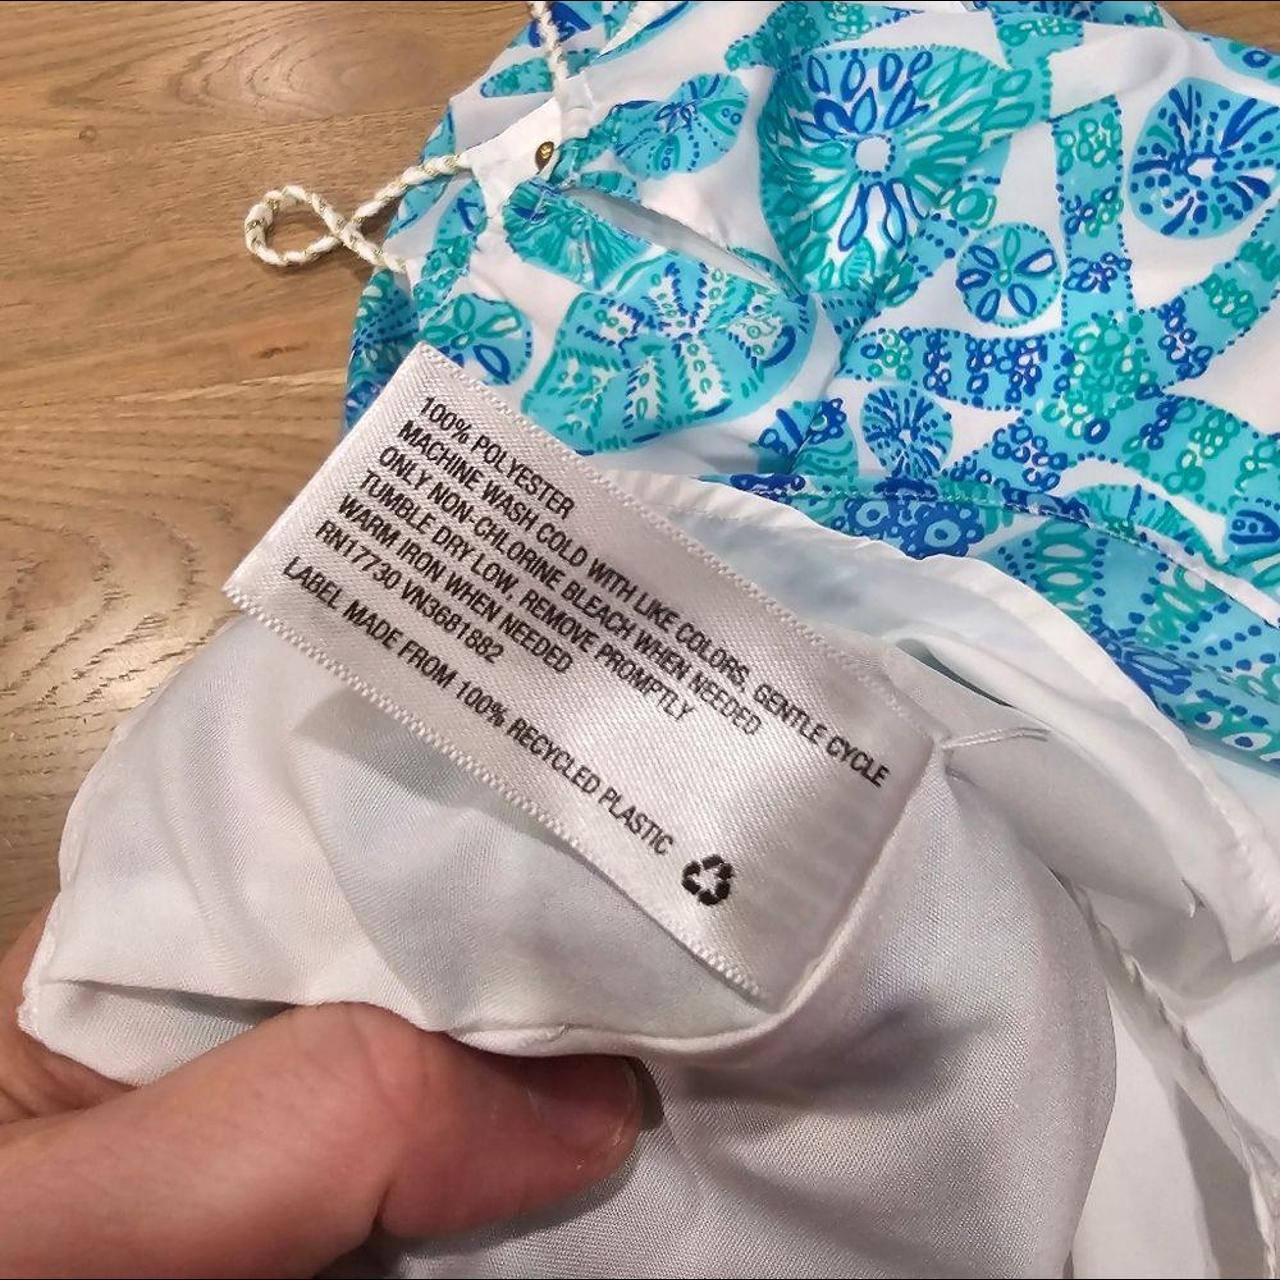 100% POLYESTER
MACHINE WASH COLD WITH LIKE COLORS, GENTLE CYCLE
ONLY NON-CHLORINE BLEACH WHEN NEEDED
TUMBLE DRY LOW, REMOVE PROMPTLY
WARM IRON WHEN NEEDED
RN17730 VN3681882
LABEL MADE FROM 100% RECYCLED PLASTIC